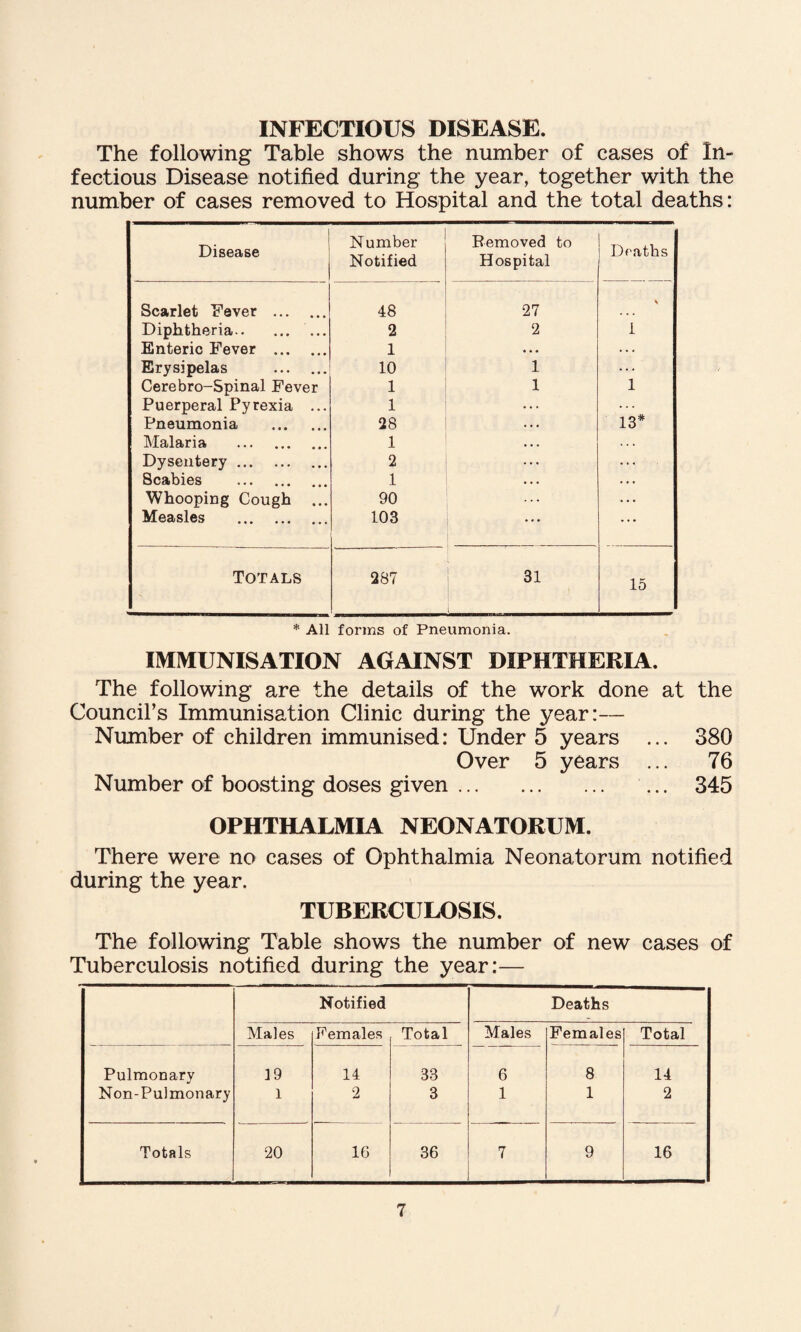 INFECTIOUS DISEASE.
The following Table shows the number of cases of In-
fectious Disease notified during the year, together with the
number of cases removed to Hospital and the total deaths:
Disease Number Notified Removed to Hospital Deaths
Scarlet Fever ... ... 48 27 ...
Diphtheria.. ... ... 2 2 1
Enteric Fever ... ... 1 ... ...
Erysipelas ... ... 10 1 ...
Cerebro-Spinal Fever 1 1 1
Puerperal Pyrexia ... 1 ... ...
Pneumonia ... ... 28 ... 13*
Malaria ... ... ... 1 ... ...
Dysentery ... ... ... 2 ... ...
Scabies ... ... ... 1 ... ...
Whooping Cough ... 90 ... ...
Measles ... ... ... 103 ... ...
TOTALS 287 31 15
* All forms of Pneumonia.
IMMUNISATION AGAINST DIPHTHERIA.
The following are the details of the work done at the
Council's Immunisation Clinic during the year:—
Number of children immunised: Under 5 years ... 380
Over 5 years ... 76
Number of boosting doses given ... ... ... ... 345
OPHTHALMIA NEONATORUM.
There were no cases of Ophthalmia Neonatorum notified
during the year.
TUBERCULOSIS.
The following Table shows the number of new cases of
Tuberculosis notified during the year:—
Notified Deaths
Males Females Total Males Females Total
Pulmonary 19 14 33 6 8 14
Non-Pulmonary 1 2 3 1 1 2
Totals 20 16 36 7 9 16
7